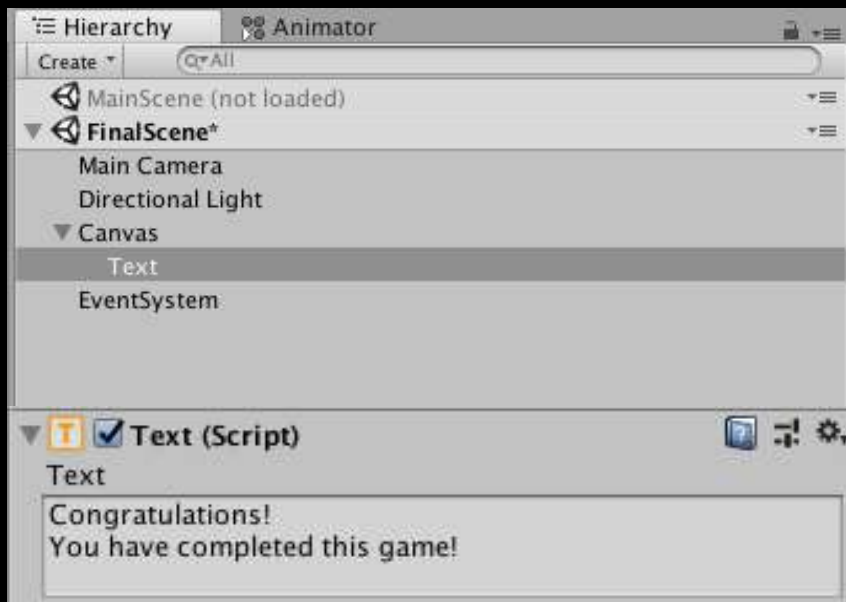 Hierarchy Animator
Create All
MainScene (not loaded)
FinalScene*
Main Camera
Directional Light
Canvas
Text
EventSystem
T Text (Script)
Text
Congratulations!
You have completed this game!